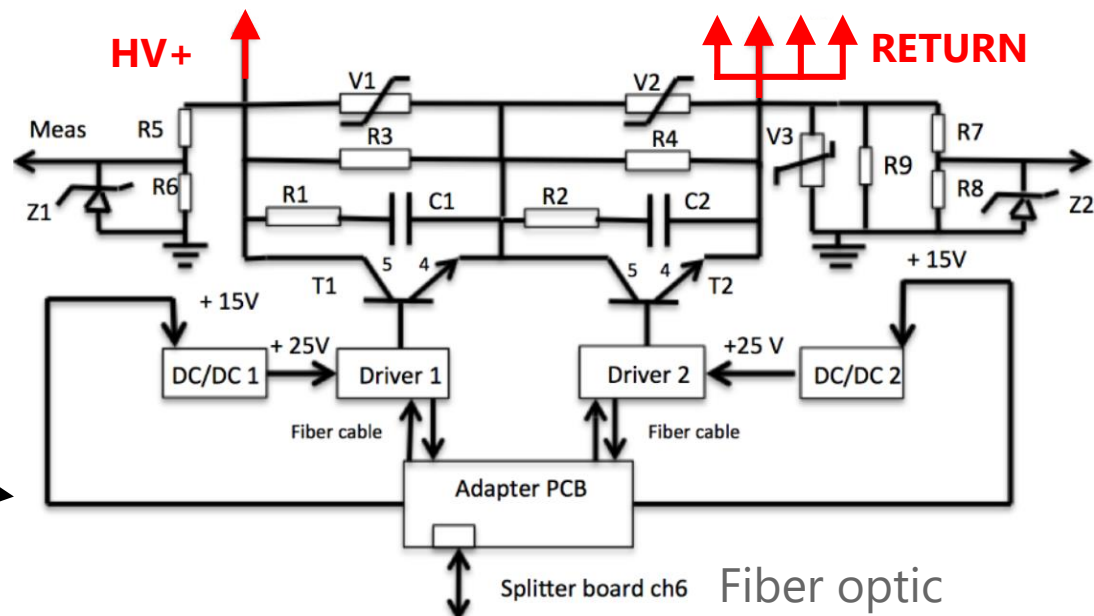 HV+
RETURN
V1
V2
R5
R3
R4
V3
R7
Meas
R9
R6
R8
Z1
R1
C1
R2
C2
Z2
5
4
5
4
T1
T2
+ 15V
+ 15V
+ 25V
+25 V
DC/DC 1
Driver 1
Driver 2
DC/DC 2
Fiber cable
Fiber cable
Adapter PCB
Splitter board ch6
Fiber optic